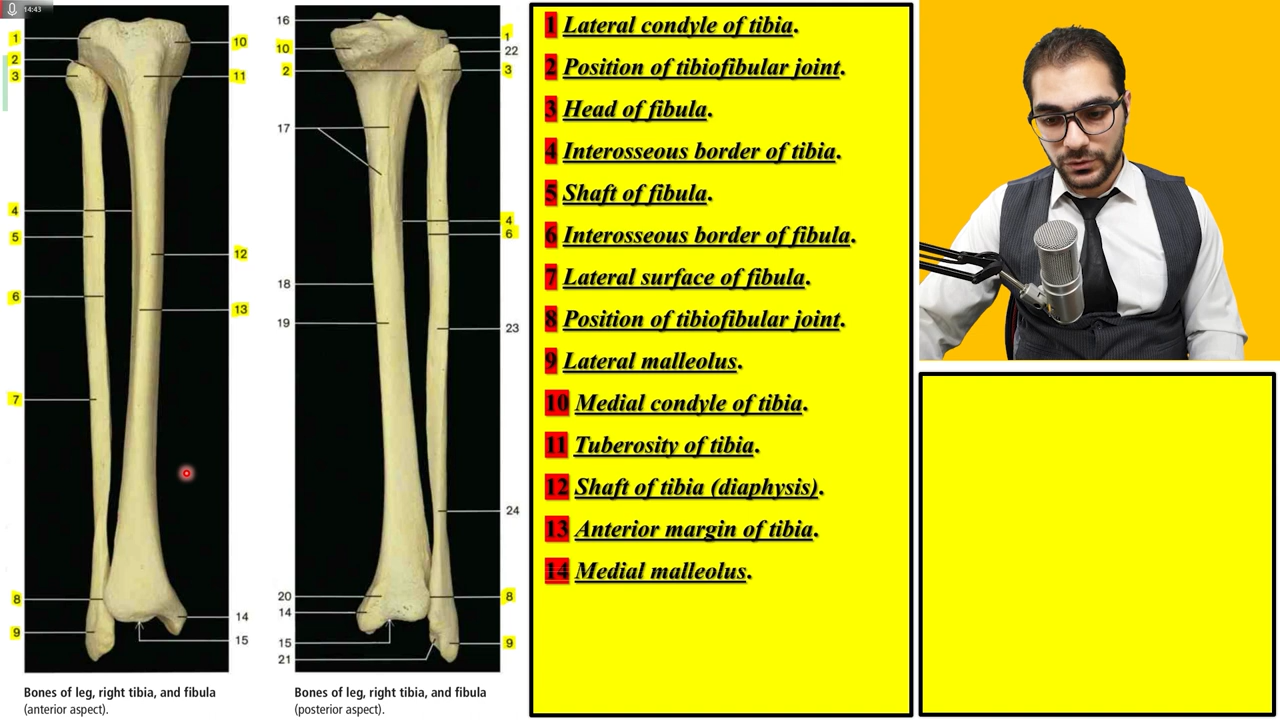 14:43
1
2
3
4
5
6
7
8
9
10
11
12
13
14
15
Bones of leg, right tibia, and fibula
(anterior aspect).
16
10
2
17
18
19
20
14
15
21
1
22
3
4
6
23
24
8
9
Bones of leg, right tibia, and fibula
(posterior aspect).
1 Lateral condyle of tibia.
2 Position of tibiofibular joint.
3 Head of fibula.
4 Interosseous border of tibia.
5 Shaft of fibula.
6 Interosseous border of fibula.
7 Lateral surface of fibula.
8 Position of tibiofibular joint.
9 Lateral malleolus.
10 Medial condyle of tibia.
11 Tuberosity of tibia.
12 Shaft of tibia (diaphysis).
13 Anterior margin of tibia.
14 Medial malleolus.